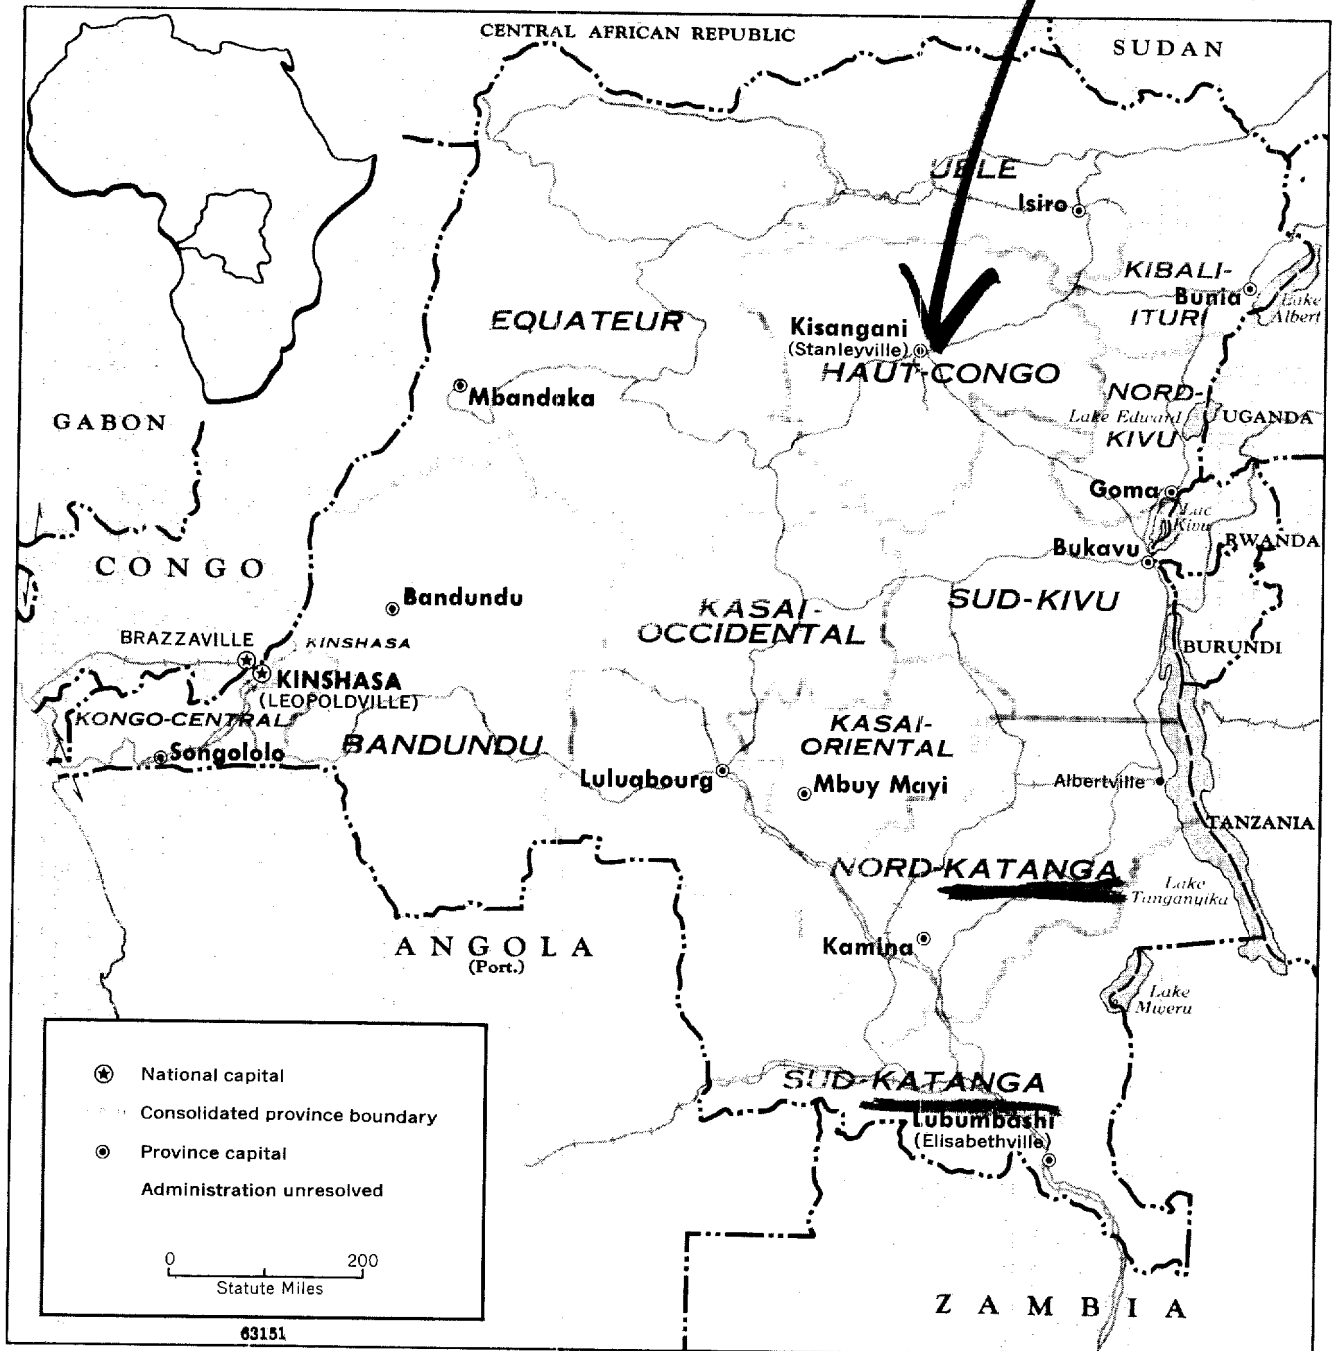 CENTRAL AFRICAN REPUBLIC
SUDAN
UELE
Isiro
KIBALI-
ITURI
Bunia
Lake
Albert
EQUATEUR
Kisangani
(Stanleyville)
HAUT-CONGO
Mbandaka
NORD-
KIVU
Lake Edward
UGANDA
GABON
Goma
Lac
Kivu
RWANDA
Bukavu
CONGO
Bandundu
KASAI-
OCCIDENTAL
SUD-KIVU
BRAZZAVILLE
KINSHASA
BURUNDI
KINSHASA
(LEOPOLDVILLE)
KONGO-CENTRAL
Songololo
BANDUNDU
KASAI-
ORIENTAL
Luluabourg
Mbuy Mayi
Albertville
TANZANIA
NORD-KATANGA
Lake
Tanganyika
ANGOLA
(Port.)
Kamina
Lake
Mweru
SUD-KATANGA
Lubumbashi
(Elisabethville)
National capital
Consolidated province boundary
Province capital
Administration unresolved
0 200
Statute Miles
ZAMBIA
63151